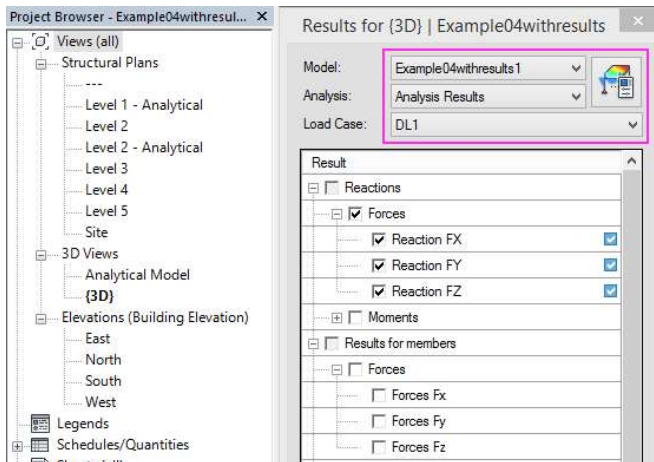 Project Browser - Example04withresul...
Views (all)
Structural Plans
---
Level 1 - Analytical
Level 2
Level 2 - Analytical
Level 3
Level 4
Level 5
Site
3D Views
Analytical Model
{3D}
Elevations (Building Elevation)
East
North
South
West
Legends
Schedules/Quantities
Results for {3D} | Example04withresults
Model: Example04withresults1
Analysis: Analysis Results
Load Case: DL1
Result
Reactions
Forces
Reaction FX
Reaction FY
Reaction FZ
Moments
Results for members
Forces
Forces Fx
Forces Fy
Forces Fz